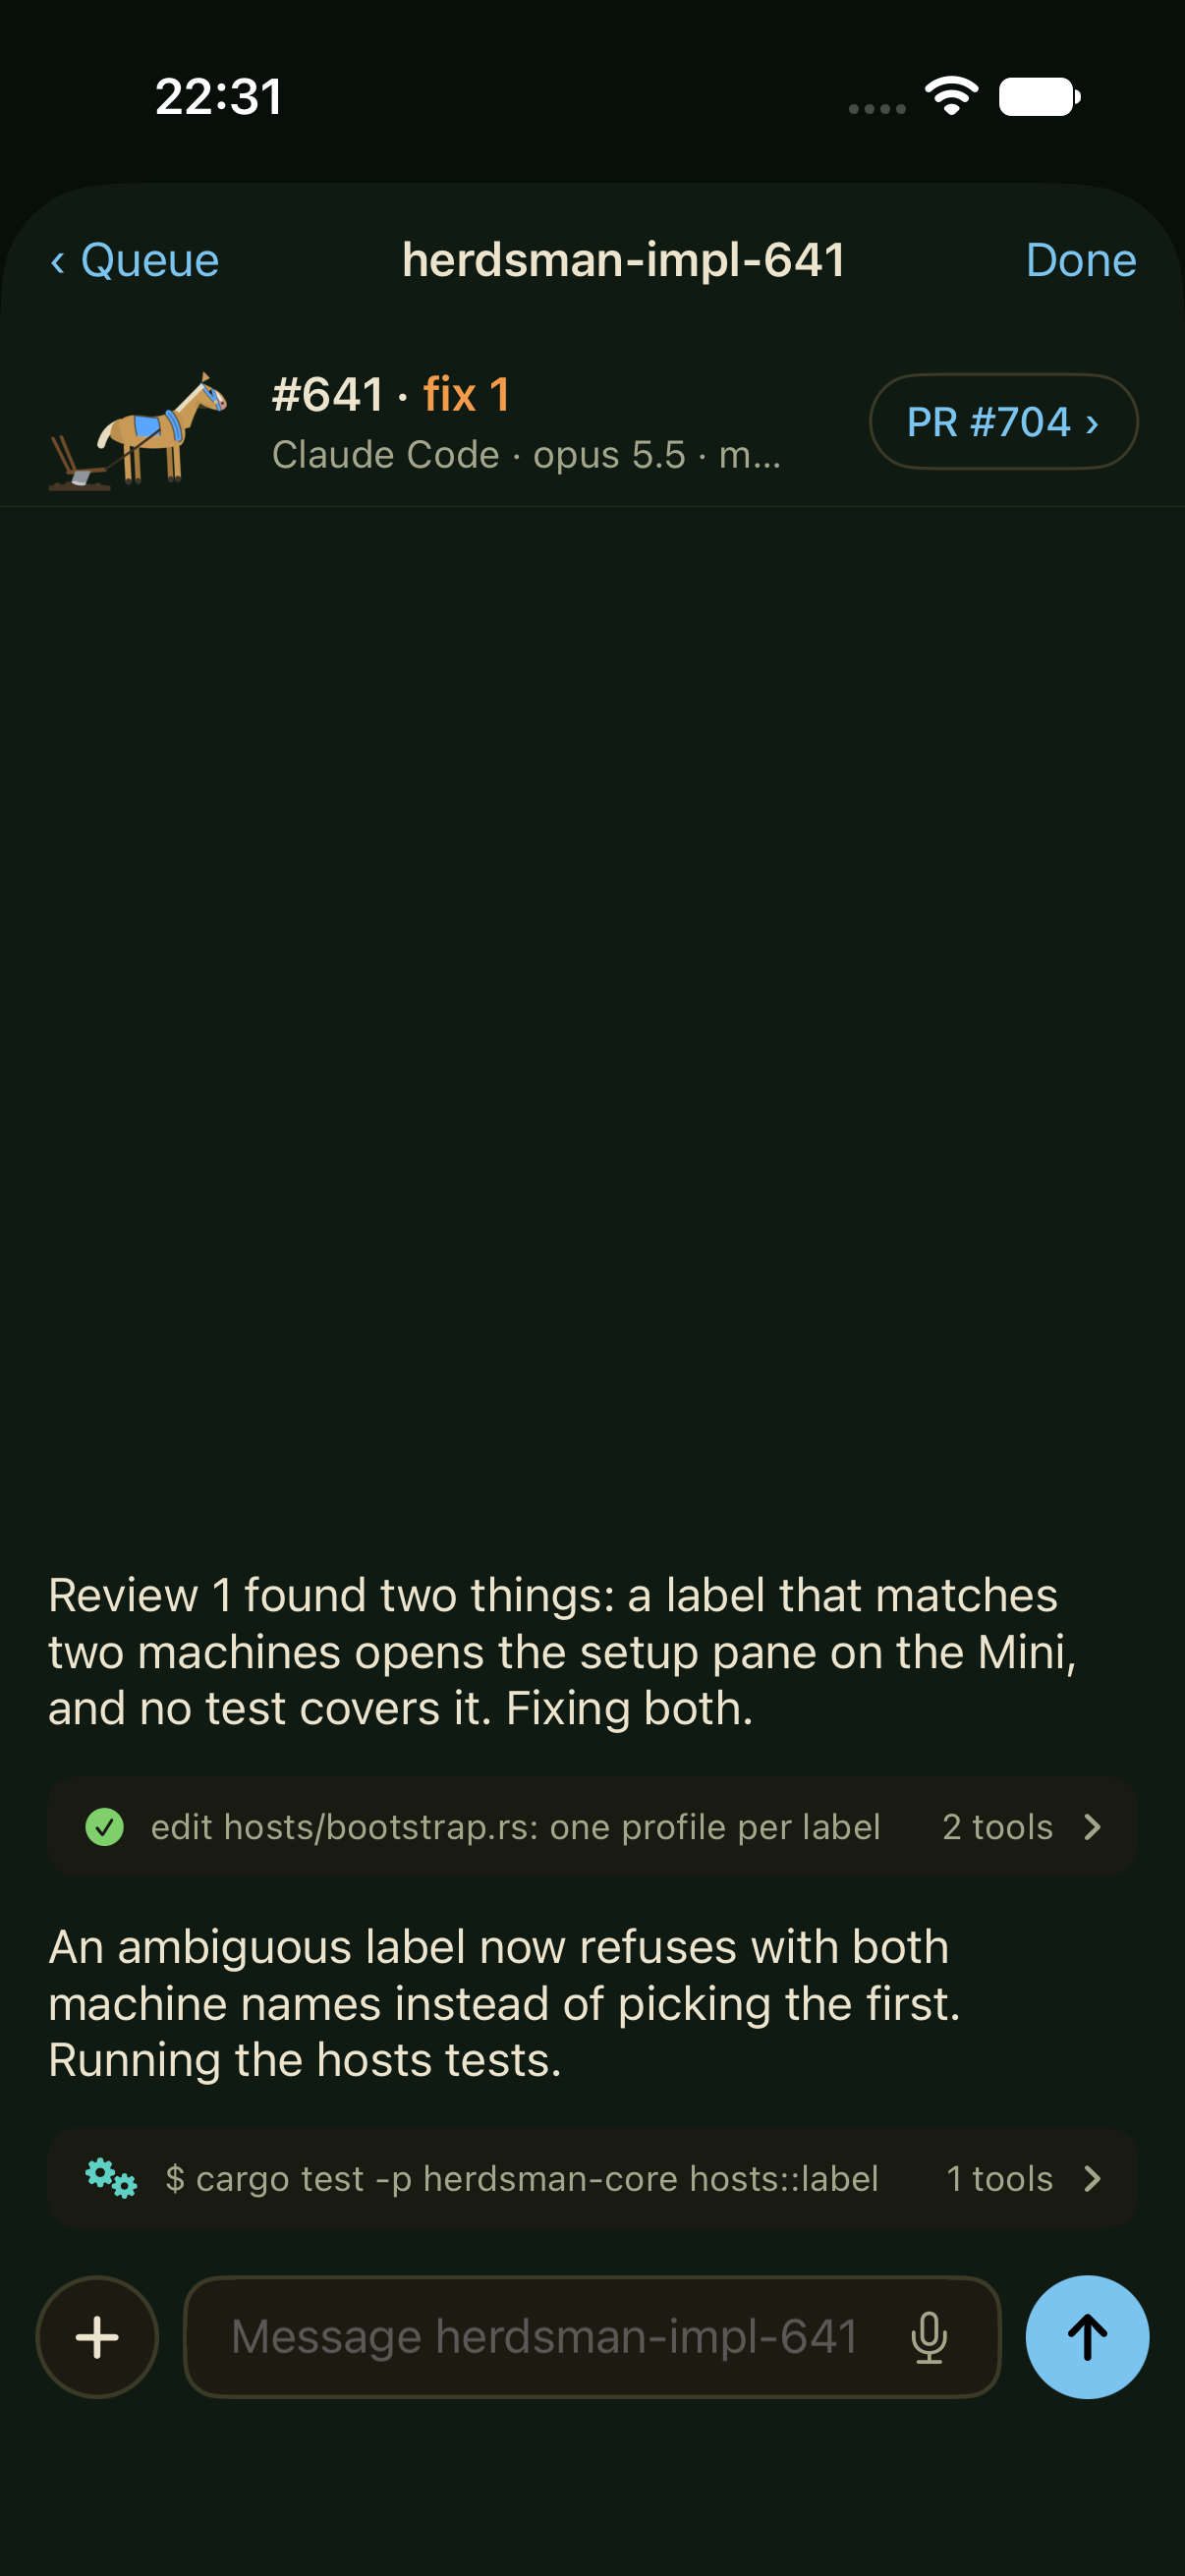 22:31
‹ Queue
herdsman-impl-641
Done
#641 · fix 1
Claude Code · opus 5.5 · m...
PR #704 ›
Review 1 found two things: a label that matches
two machines opens the setup pane on the Mini,
and no test covers it. Fixing both.
edit hosts/bootstrap.rs: one profile per label
2 tools
An ambiguous label now refuses with both
machine names instead of picking the first.
Running the hosts tests.
$ cargo test -p herdsman-core hosts::label
1 tools
Message herdsman-impl-641